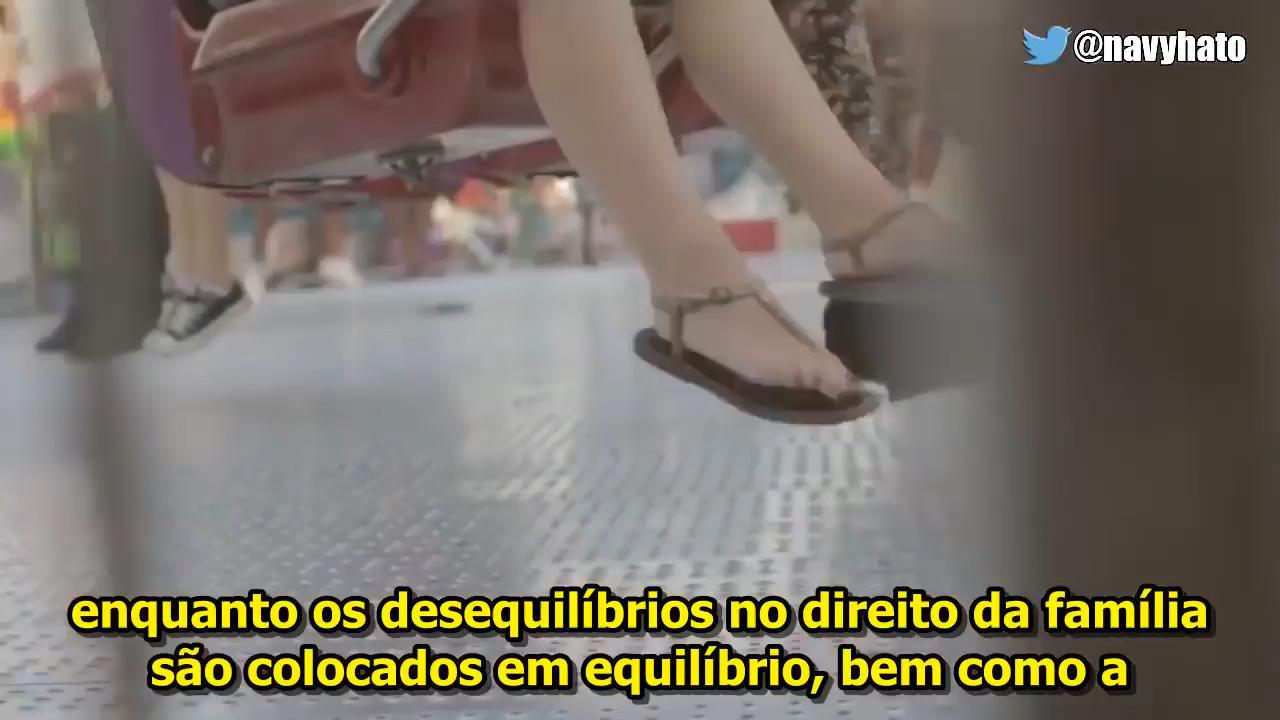 @navyhato
enquanto os desequilíbrios no direito da família
são colocados em equilíbrio, bem como a